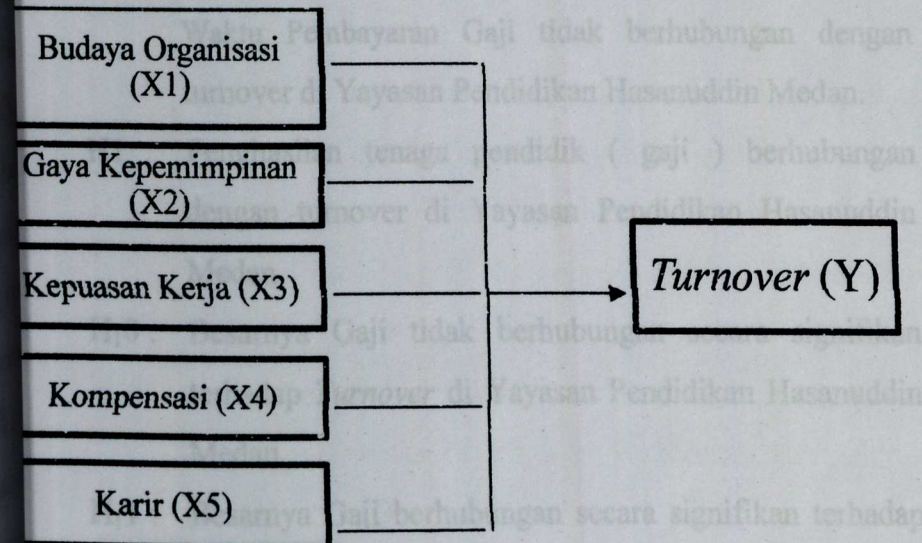 Budaya Organisasi
(X1)
Gaya Kepemimpinan
(X2)
Kepuasan Kerja (X3)
Kompensasi (X4)
Karir (X5)
Turnover (Y)
Waktu Pembayaran Gaji tidak berhubungan dengan
turnover di Yayasan Pendidikan Hasanuddin Medan.
tenaga pendidik ( gaji ) berhubungan
dengan turnover di Yayasan Pendidikan Hasanuddin
Medan
Besarnya Gaji tidak berhubungan secara signifikan
Turnover di Yayasan Pendidikan Hasanuddin
Medan
Besarnya Gaji berhubungan secara signifikan terhadap